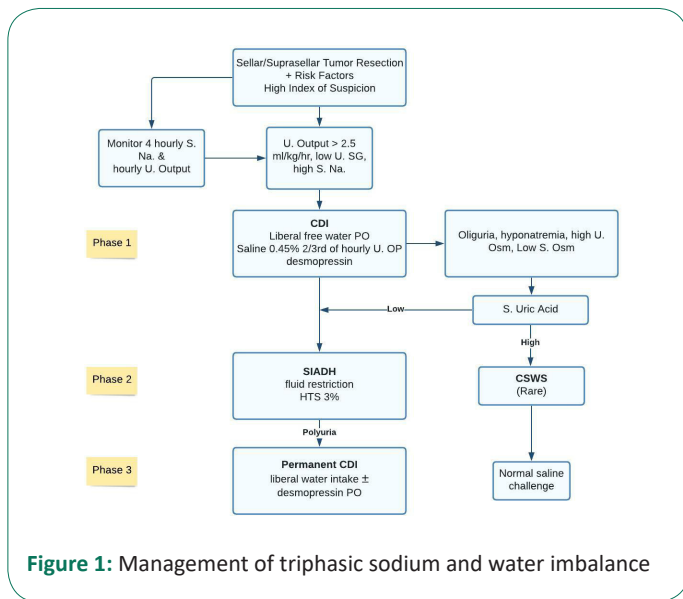 Sellar/Suprasellar Tumor Resection
+ Risk Factors
High Index of Suspicion
Monitor 4 hourly S.
Na. &
hourly U. Output
U. Output > 2.5
ml/kg/hr, low U. SG,
high S. Na.
Phase 1
CDI
Liberal free water PO
Saline 0.45% 2/3rd of hourly U. OP
desmopressin
Oliguria, hyponatremia, high U.
Osm, Low S. Osm
Low
S. Uric Acid
High
Phase 2
SIADH
fluid restriction
HTS 3%
CSWS
(Rare)
Polyuria
Phase 3
Permanent CDI
liberal water intake ±
desmopressin PO
Normal saline
challenge
Figure 1: Management of triphasic sodium and water imbalance